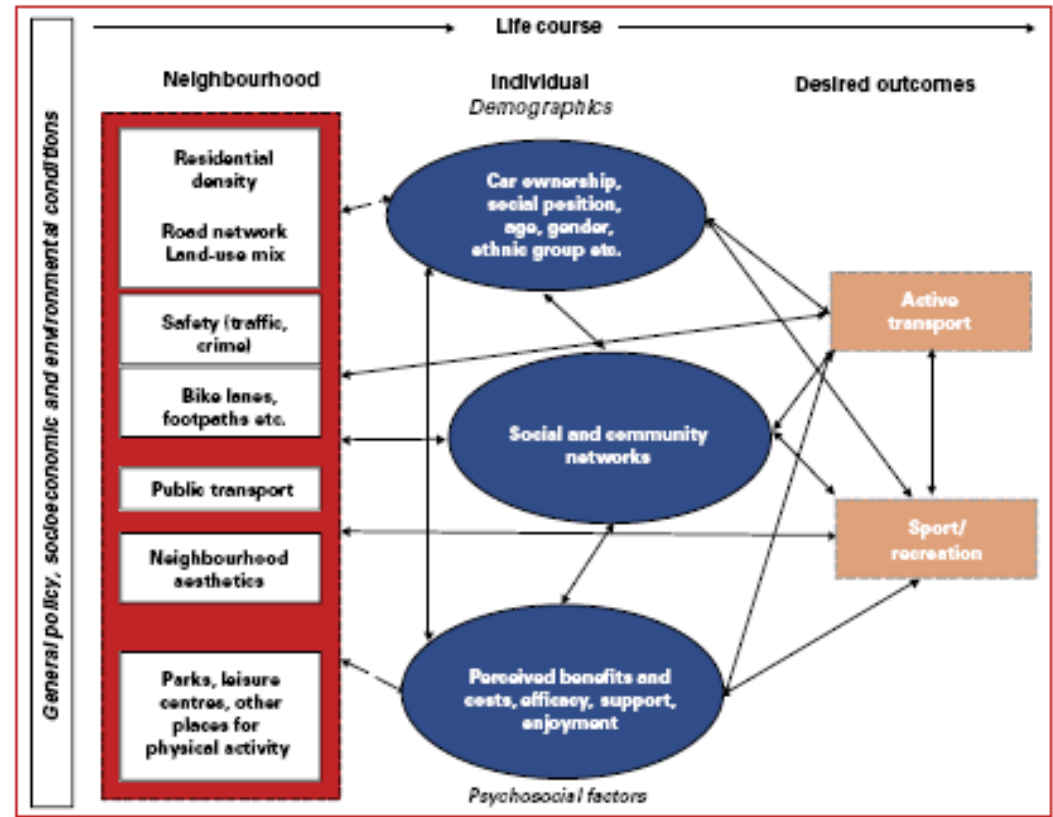 Life course
General policy, socioeconomic and environmental conditions
Neighbourhood
Residential
density
Road network
Land-use mix
Safety (traffic,
crime)
Bike lanes,
footpaths etc.
Public transport
Neighbourhood
aesthetics
Parks, leisure
centres, other
places for
physical activity
Individual
Demographics
Car ownership,
social position,
age, gender,
ethnic group etc.
Social and community
networks
Perceived benefits and
costs, efficacy, support,
enjoyment
Psychosocial factors
Desired outcomes
Active
transport
Sport/
recreation